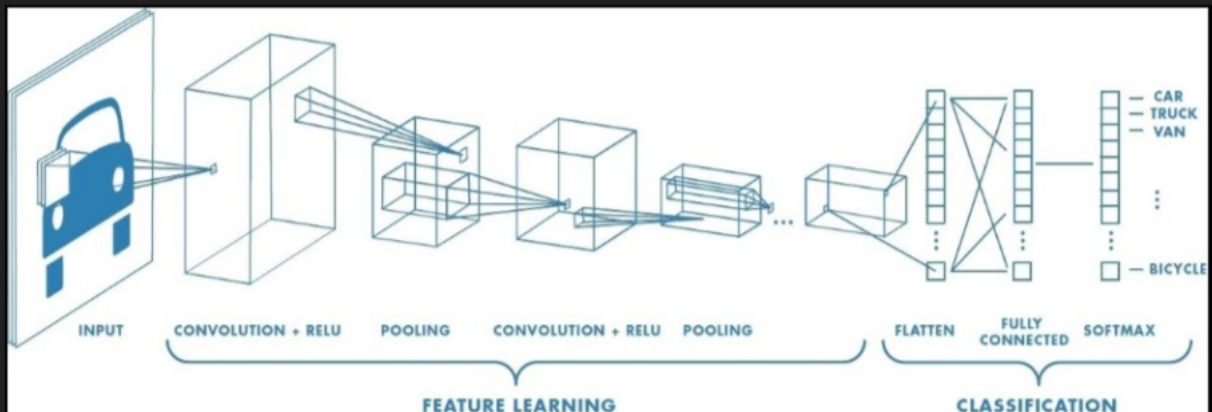 CAR
TRUCK
VAN
BICYCLE
INPUT
CONVOLUTION + RELU
POOLING
CONVOLUTION + RELU
POOLING
FLATTEN
FULLY
CONNECTED
SOFTMAX
FEATURE LEARNING
CLASSIFICATION